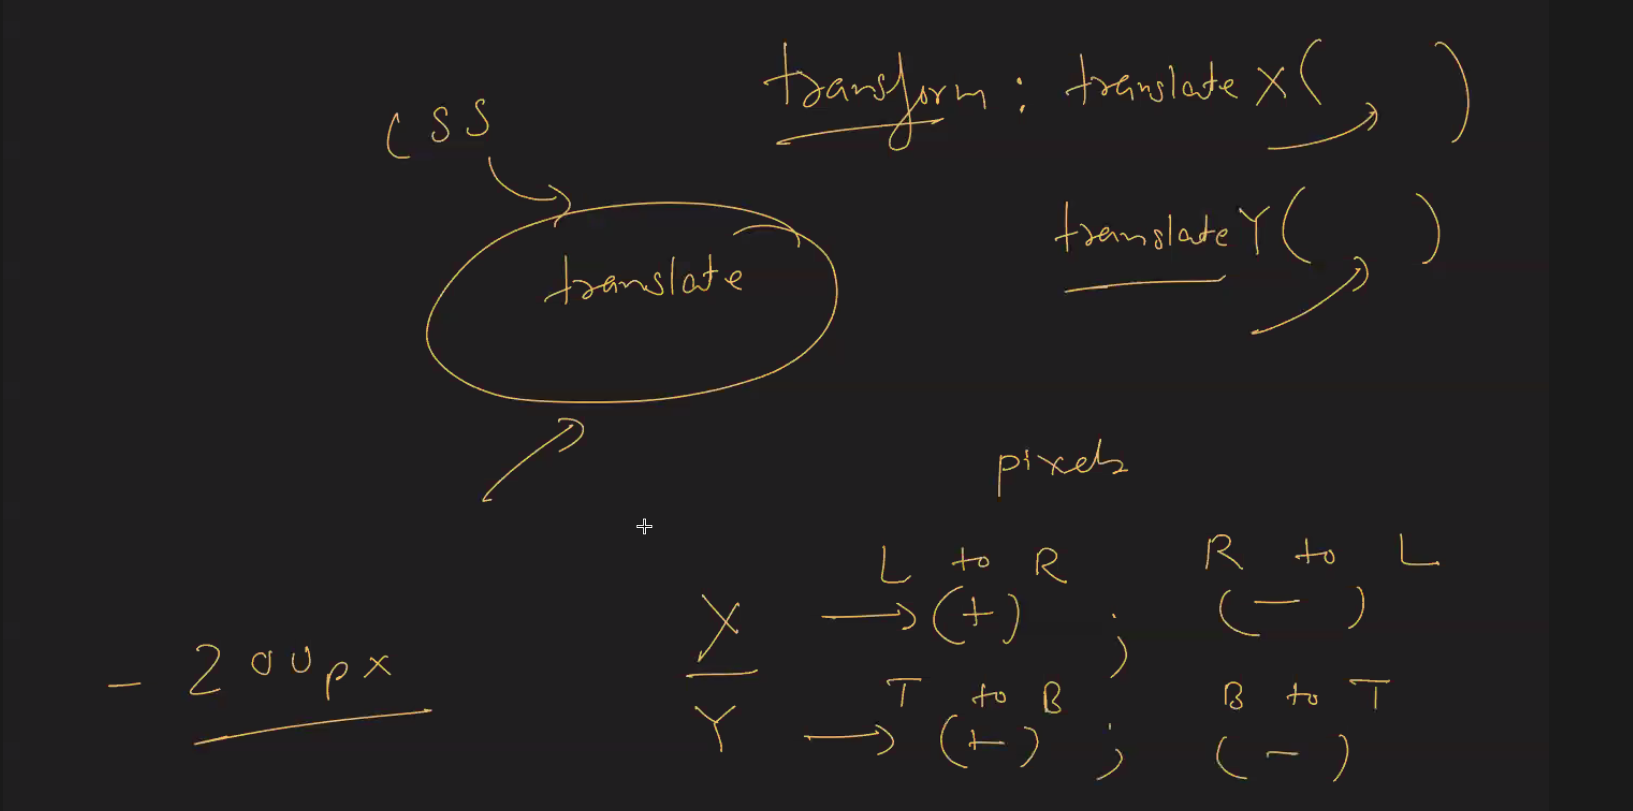 transform : translate X ( )
CSS
translate Y ( )
translate
pixels
L to R R to L
X → (+) ; (-)
- 200px
T to B B to T
Y → (+) ; (-)